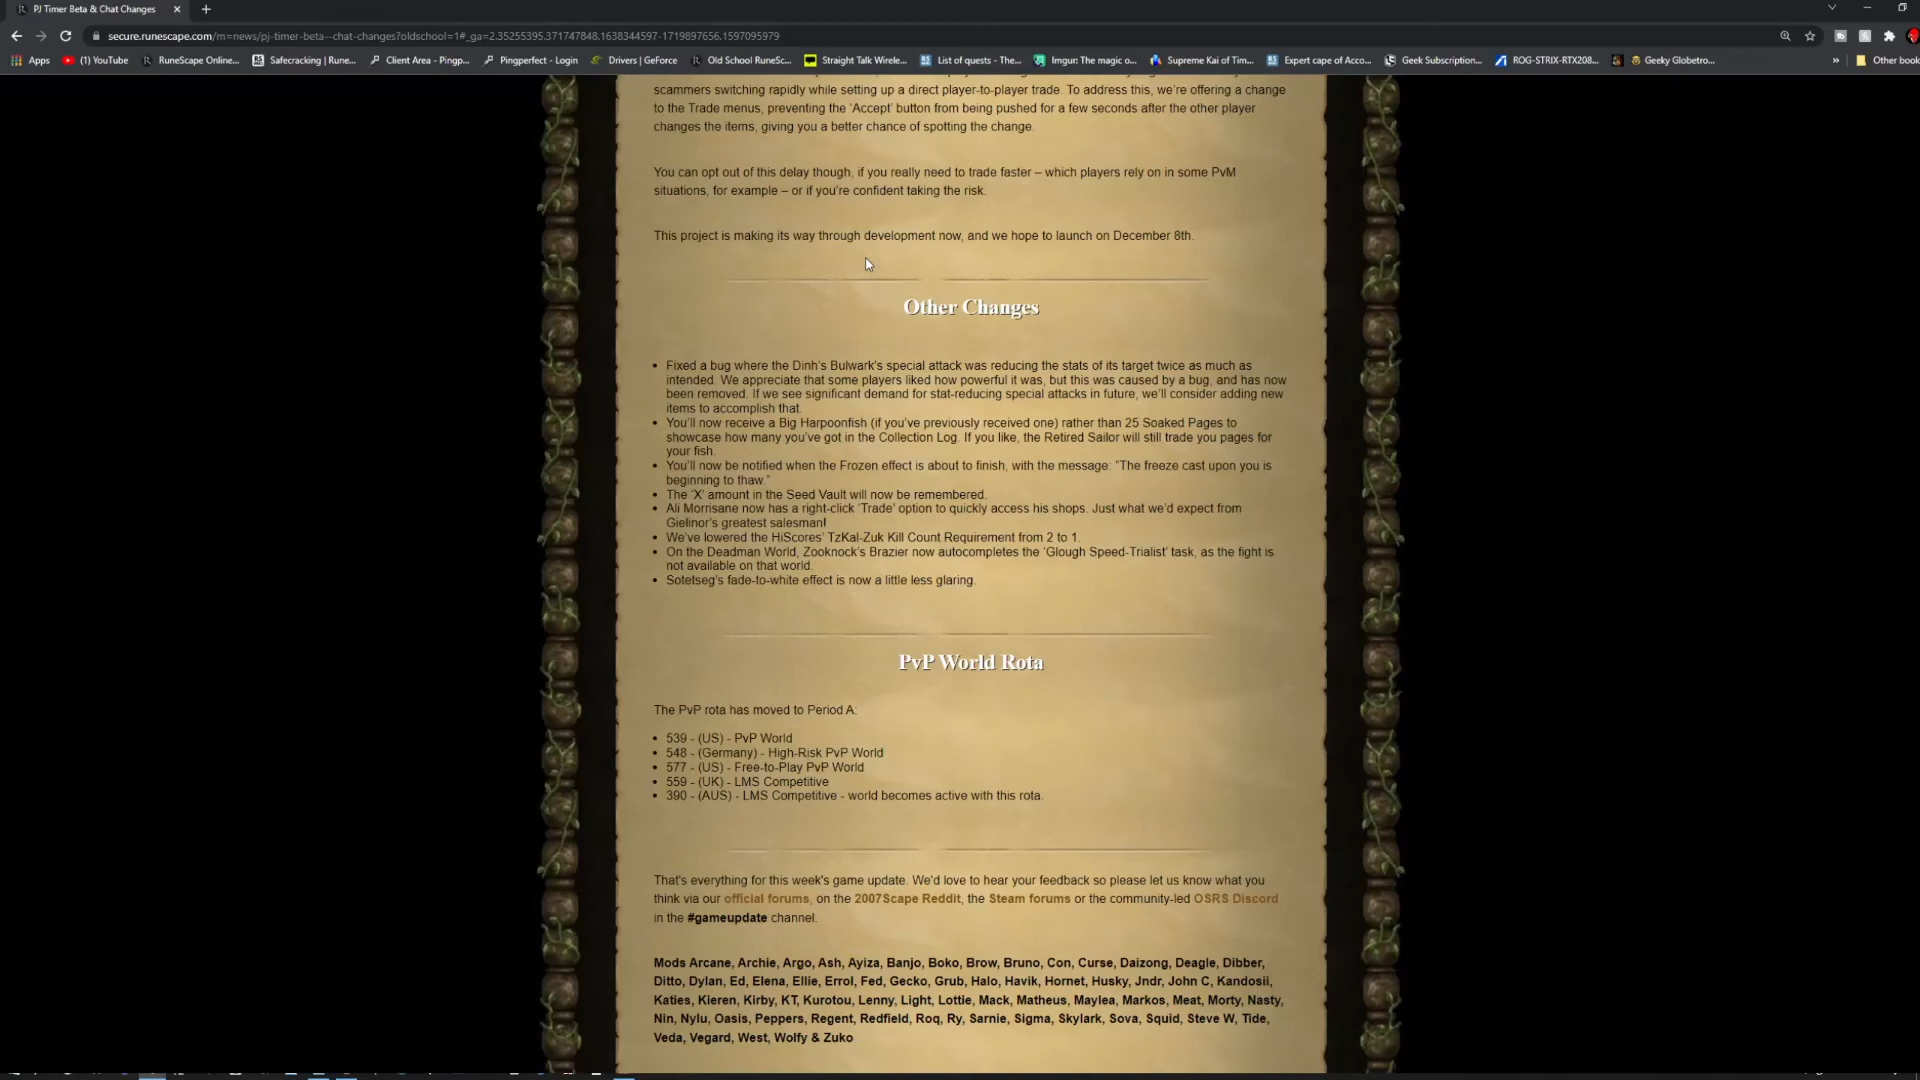 PJ Timer Beta & Chat Changes
secure.runescape.com/m=news/pj-timer-beta--chat-changes?oldschool=1#_ga=2.35255395.371747848.1638344597-1719897656.1597095979
Apps (1) YouTube RuneScape Online... Safecracking | Rune... Client Area - Pingp... Pingperfect - Login Drivers | GeForce Old School RuneSc... Straight Talk Wirele... List of quests - The... Imgur: The magic o... Supreme Kai of Tim... Expert cape of Acco... Geek Subscription... ROG-STRIX-RTX208... Geeky Globetro... » Other book
scammers switching rapidly while setting up a direct player-to-player trade. To address this, we're offering a change
to the Trade menus, preventing the 'Accept' button from being pushed for a few seconds after the other player
changes the items, giving you a better chance of spotting the change.
You can opt out of this delay though, if you really need to trade faster – which players rely on in some PvM
situations, for example – or if you're confident taking the risk.
This project is making its way through development now, and we hope to launch on December 8th.
Other Changes
• Fixed a bug where the Dinh's Bulwark's special attack was reducing the stats of its target twice as much as
intended. We appreciate that some players liked how powerful it was, but this was caused by a bug, and has now
been removed. If we see significant demand for stat-reducing special attacks in future, we'll consider adding new
items to accomplish that.
• You'll now receive a Big Harpoonfish (if you've previously received one) rather than 25 Soaked Pages to
showcase how many you've got in the Collection Log. If you like, the Retired Sailor will still trade you pages for
your fish.
• You'll now be notified when the Frozen effect is about to finish, with the message: "The freeze cast upon you is
beginning to thaw."
• The 'X' amount in the Seed Vault will now be remembered.
• Ali Morrisane now has a right-click 'Trade' option to quickly access his shops. Just what we'd expect from
Gielinor's greatest salesman!
• We've lowered the HiScores' TzKal-Zuk Kill Count Requirement from 2 to 1.
• On the Deadman World, Zooknock's Brazier now autocompletes the 'Glough Speed-Trialist' task, as the fight is
not available on that world.
• Sotetseg's fade-to-white effect is now a little less glaring.
PvP World Rota
The PvP rota has moved to Period A:
• 539 - (US) - PvP World
• 548 - (Germany) - High-Risk PvP World
• 577 - (US) - Free-to-Play PvP World
• 559 - (UK) - LMS Competitive
• 390 - (AUS) - LMS Competitive - world becomes active with this rota.
That's everything for this week's game update. We'd love to hear your feedback so please let us know what you
think via our official forums, on the 2007Scape Reddit, the Steam forums or the community-led OSRS Discord
in the #gameupdate channel.
Mods Arcane, Archie, Argo, Ash, Ayiza, Banjo, Boko, Brow, Bruno, Con, Curse, Daizong, Deagle, Dibber,
Ditto, Dylan, Ed, Elena, Ellie, Errol, Fed, Gecko, Grub, Halo, Havik, Hornet, Husky, Jndr, John C, Kandosii,
Katies, Kieren, Kirby, KT, Kurotou, Lenny, Light, Lottie, Mack, Matheus, Maylea, Markos, Meat, Morty, Nasty,
Nin, Nylu, Oasis, Peppers, Regent, Redfield, Roq, Ry, Sarnie, Sigma, Skylark, Sova, Squid, Steve W, Tide,
Veda, Vegard, West, Wolfy & Zuko